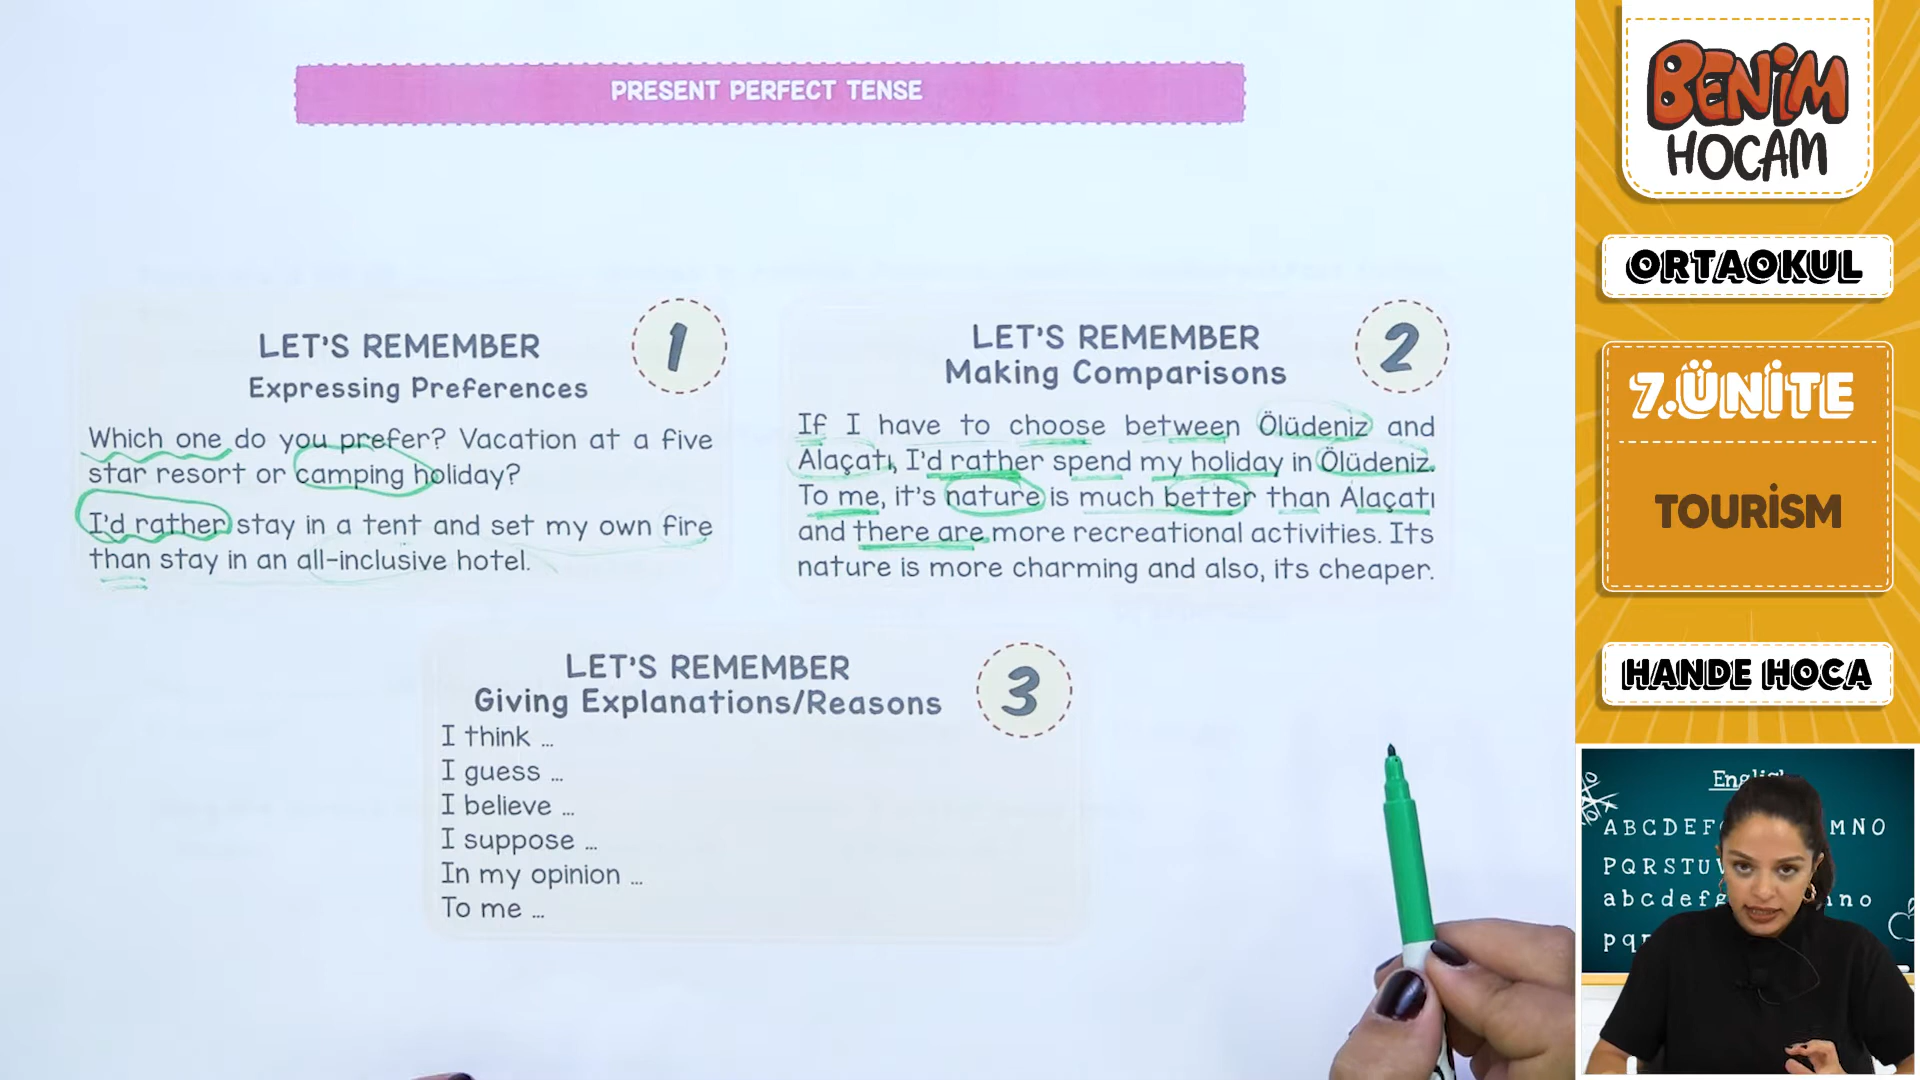 PRESENT PERFECT TENSE
LET'S REMEMBER
Expressing Preferences
1
Which one do you prefer? Vacation at a five
star resort or camping holiday?
I'd rather stay in a tent and set my own fire
than stay in an all-inclusive hotel.
LET'S REMEMBER
Making Comparisons
2
If I have to choose between Ölüdeniz and
Alaçatı, I'd rather spend my holiday in Ölüdeniz.
To me, it's nature is much better than Alaçatı
and there are more recreational activities. Its
nature is more charming and also, its cheaper.
LET'S REMEMBER
Giving Explanations/Reasons
3
I think ...
I guess ...
I believe ...
I suppose ...
In my opinion ...
To me ...
BENİM
HOCAM
ORTAOKUL
7.ÜNİTE
TOURİSM
HANDE HOCA
English
ABCDEF MNO
PQRSTUV
abcdef no
pq